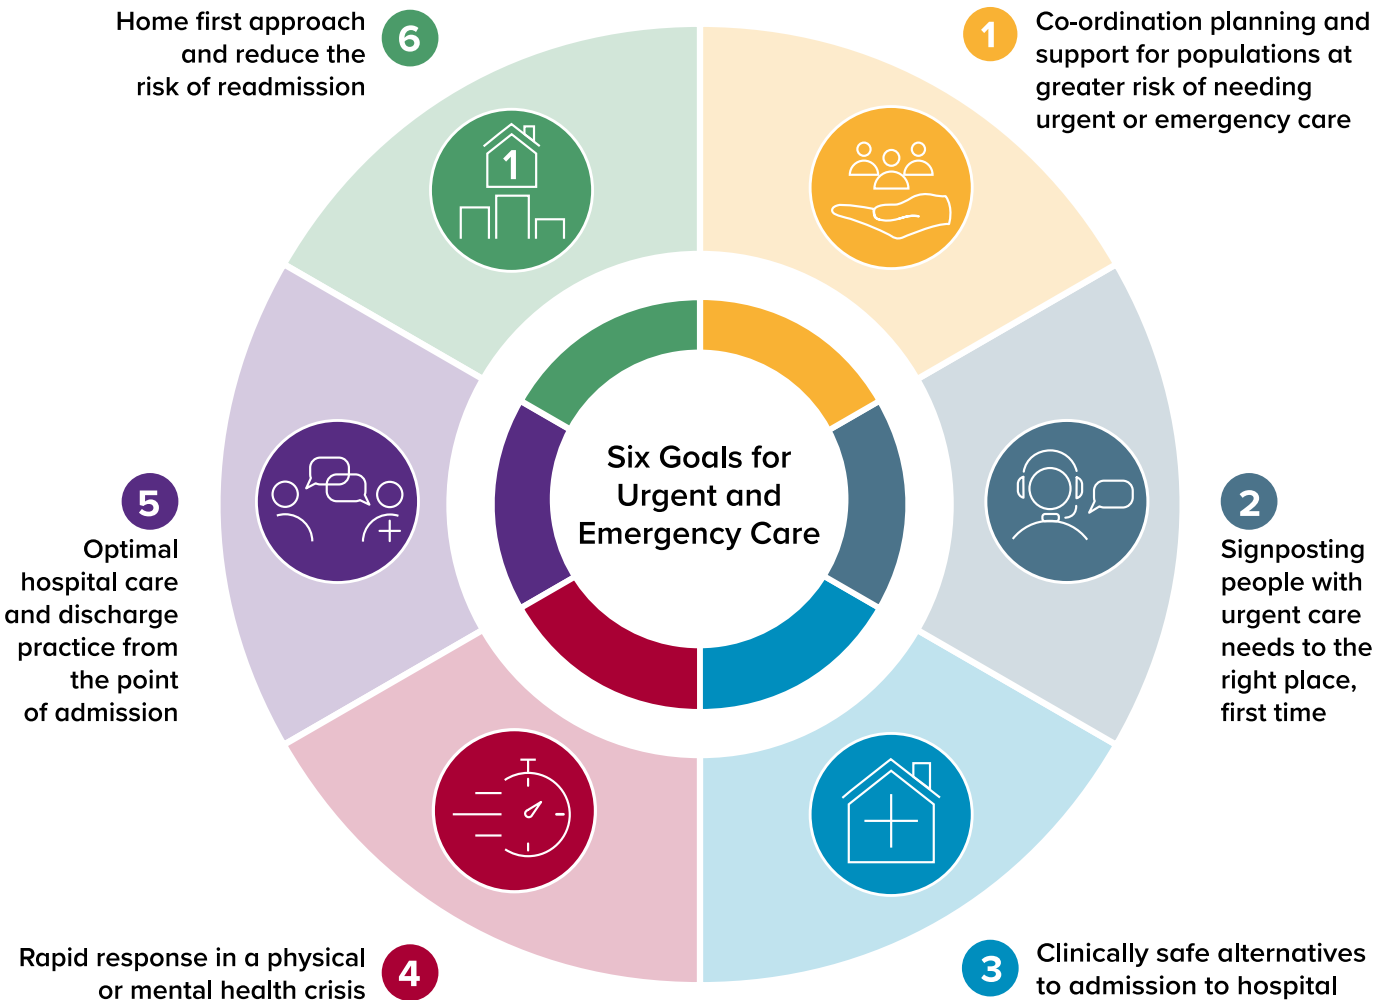 Six Goals for
Urgent and
Emergency Care
1
Co-ordination planning and
support for populations at
greater risk of needing
urgent or emergency care
2
Signposting
people with
urgent care
needs to the
right place,
first time
3
Clinically safe alternatives
to admission to hospital
4
Rapid response in a physical
or mental health crisis
5
Optimal
hospital care
and discharge
practice from
the point
of admission
6
Home first approach
and reduce the
risk of readmission
1